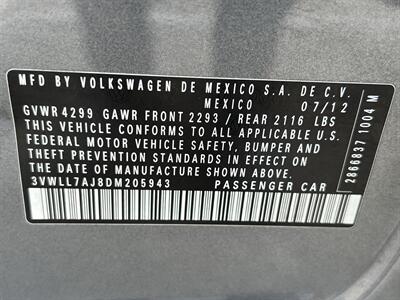 MFD BY VOLKSWAGEN DE MEXICO S.A. DE C.V.
MEXICO 07/12
GVWR 4299 GAWR FRONT 2293 / REAR 2116 LBS
THIS VEHICLE CONFORMS TO ALL APPLICABLE U.S.
FEDERAL MOTOR VEHICLE SAFETY, BUMPER AND
THEFT PREVENTION STANDARDS IN EFFECT ON
THE DATE OF MANUFACTURE SHOWN ABOVE.
3VWLL7AJ8DM205943 PASSENGER CAR
2866837 1004 M